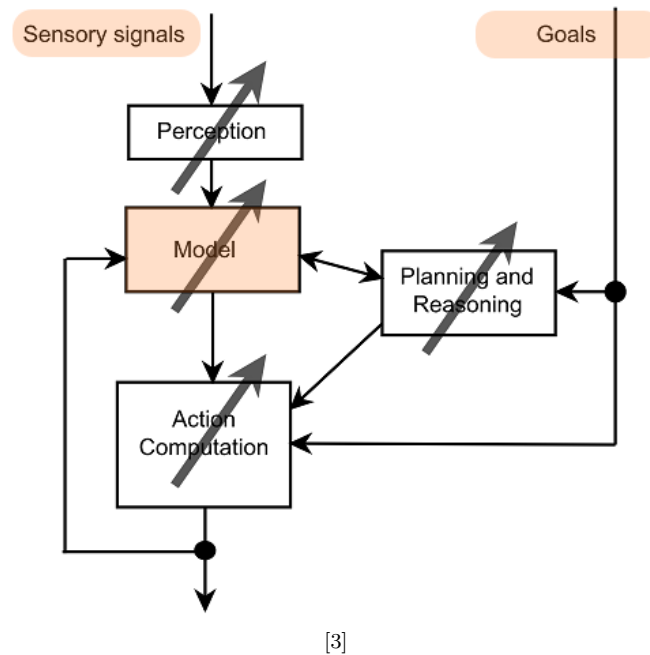 Sensory signals
Goals
Perception
Model
Planning and
Reasoning
Action
Computation
[3]